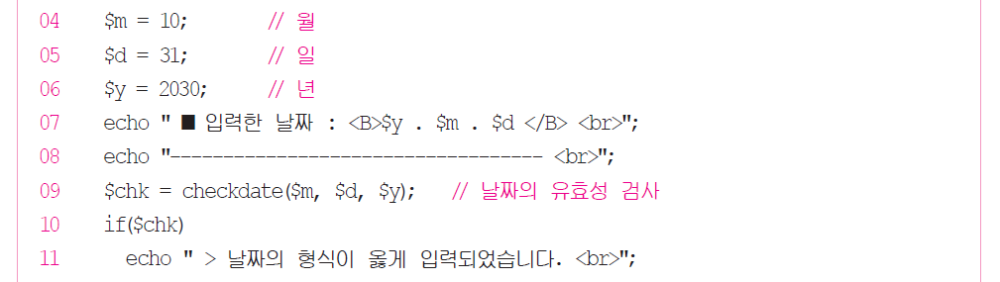 04 $m = 10; // 월
05 $d = 31; // 일
06 $y = 2030; // 년
07 echo " ■ 입력한 날짜 : <B>$y . $m . $d </B> <br>";
08 echo "----------------------------------- <br>";
09 $chk = checkdate($m, $d, $y); // 날짜의 유효성 검사
10 if($chk)
11 echo " > 날짜의 형식이 옳게 입력되었습니다. <br>";